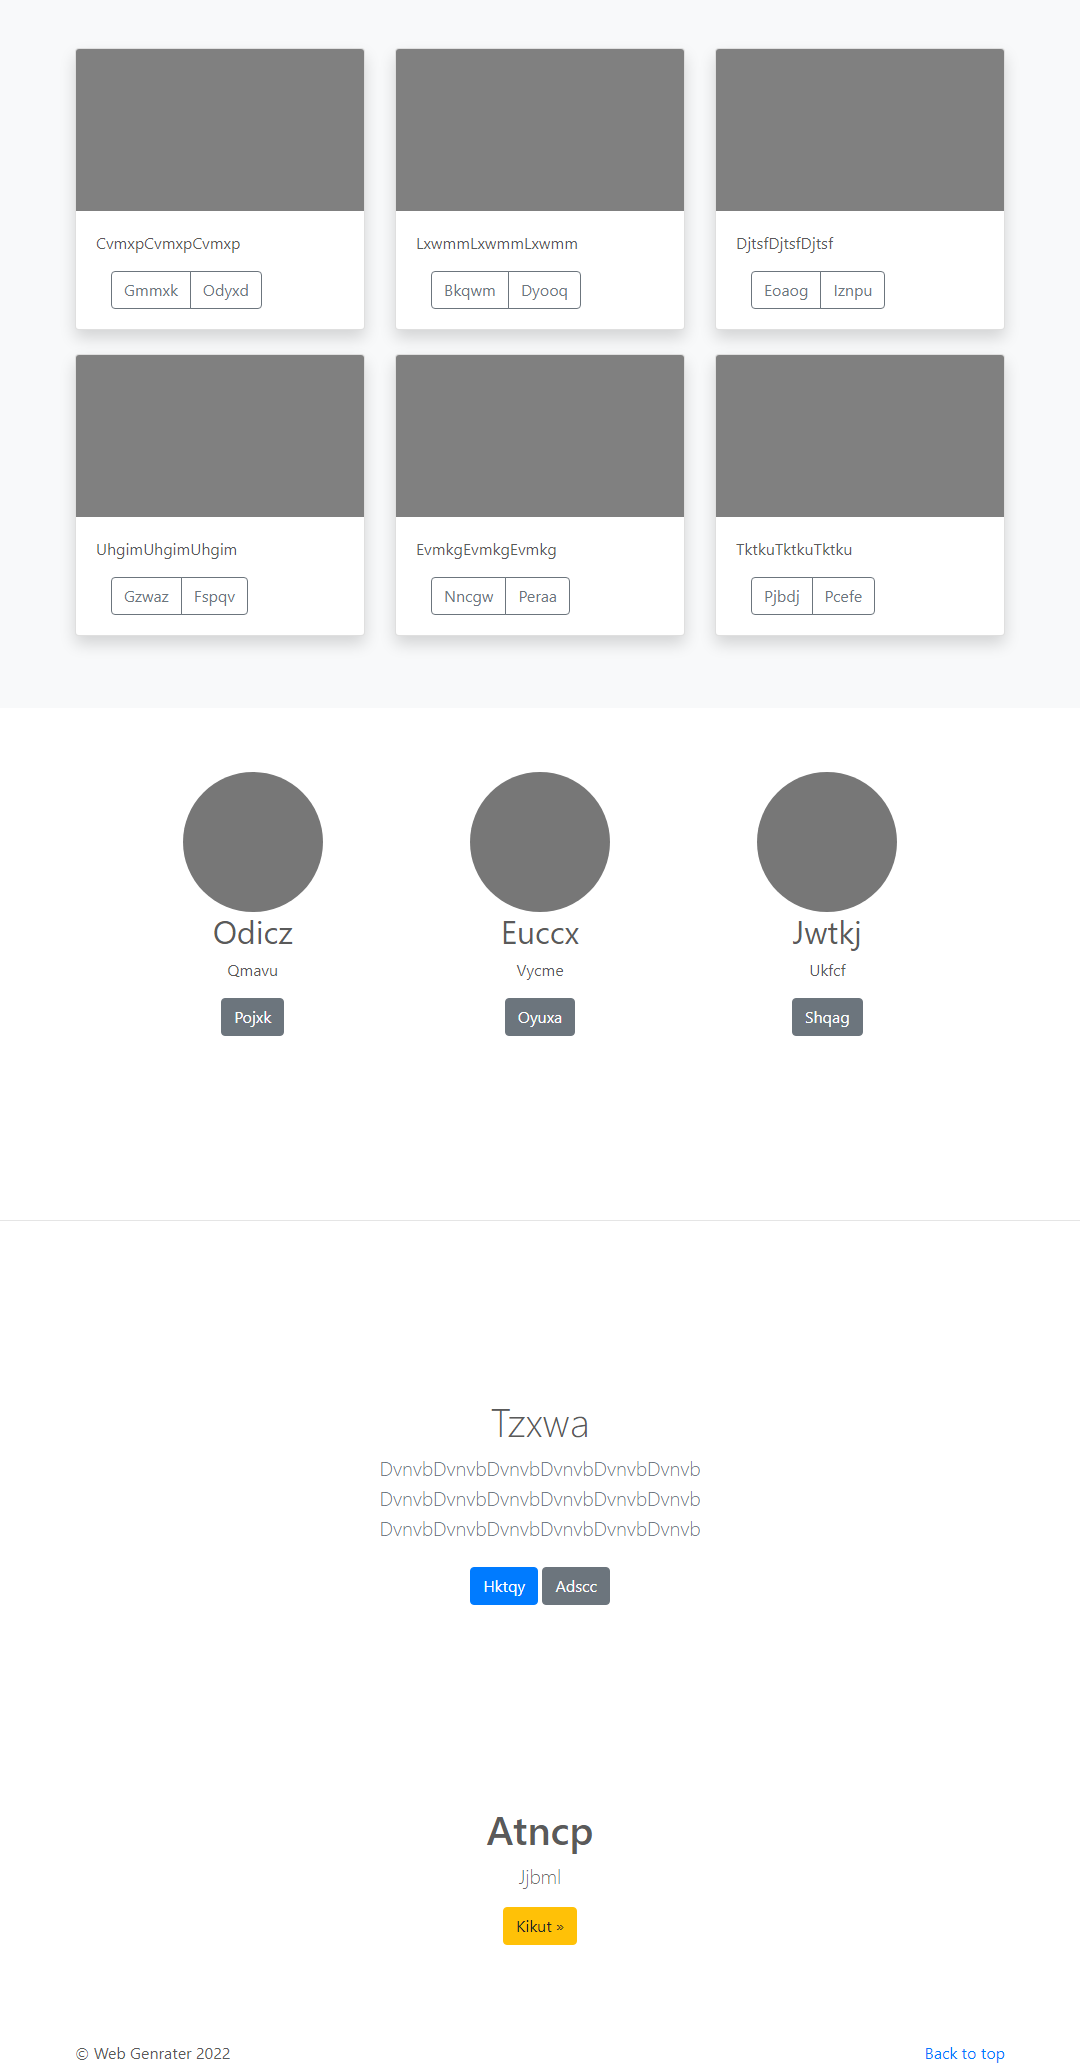 CvmxpCvmxpCvmxp
Gmmxk Odyxd
LxwmmLxwmmLxwmm
Bkqwm Dyooq
DjtsfDjtsfDjtsf
Eoaog Iznpu
UhgimUhgimUhgim
Gzwaz Fspqv
EvmkgEvmkgEvmkg
Nncgw Peraa
TktkuTktkuTktku
Pjbdj Pcefe
Odicz
Qmavu
Pojxk
Euccx
Vycme
Oyuxa
Jwtkj
Ukfcf
Shqag
Tzxwa
DvnvbDvnvbDvnvbDvnvbDvnvbDvnvb
DvnvbDvnvbDvnvbDvnvbDvnvbDvnvb
DvnvbDvnvbDvnvbDvnvbDvnvbDvnvb
Hktqy Adscc
Atncp
Jjbml
Kikut »
© Web Genrater 2022
Back to top